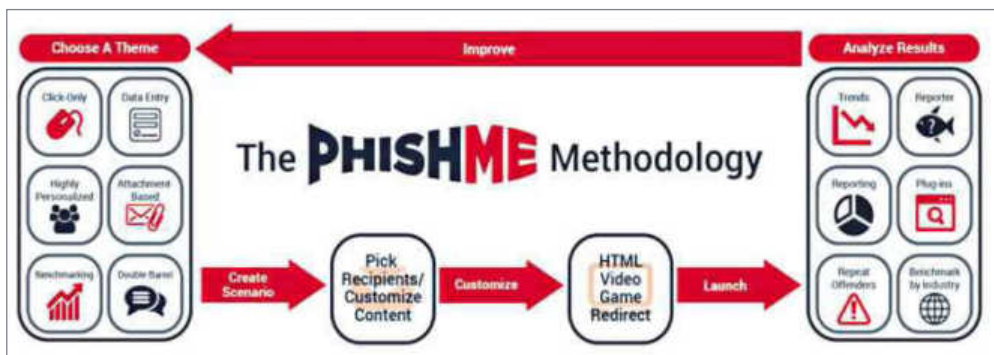 Choose A Theme
Improve
Analyze Results
Click-Only
Data Entry
Trends
Reporter
?
The PHISHME Methodology
Highly
Personalized
Attachment
Based
Reporting
Plug-ins
Benchmarking
Double Barrel
Create
Scenario
Pick
Recipients/
Customize
Content
Customize
HTML
Video
Game
Redirect
Launch
Repeat
Offenders
Benchmark
by Industry